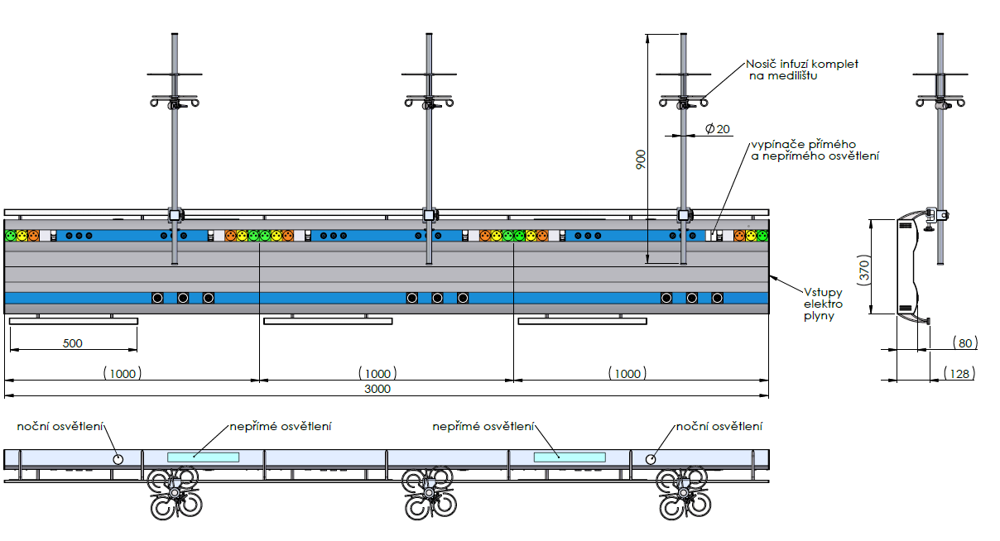 Nosič infuzí komplet
na medilištu
Ø 20
900
vypínače přímého
a nepřímého osvětlení
(370)
Vstupy
elektro
plyny
500
(80)
(1000)
(1000)
(1000)
(128)
3000
noční osvětlení
nepřímé osvětlení
nepřímé osvětlení
noční osvětlení